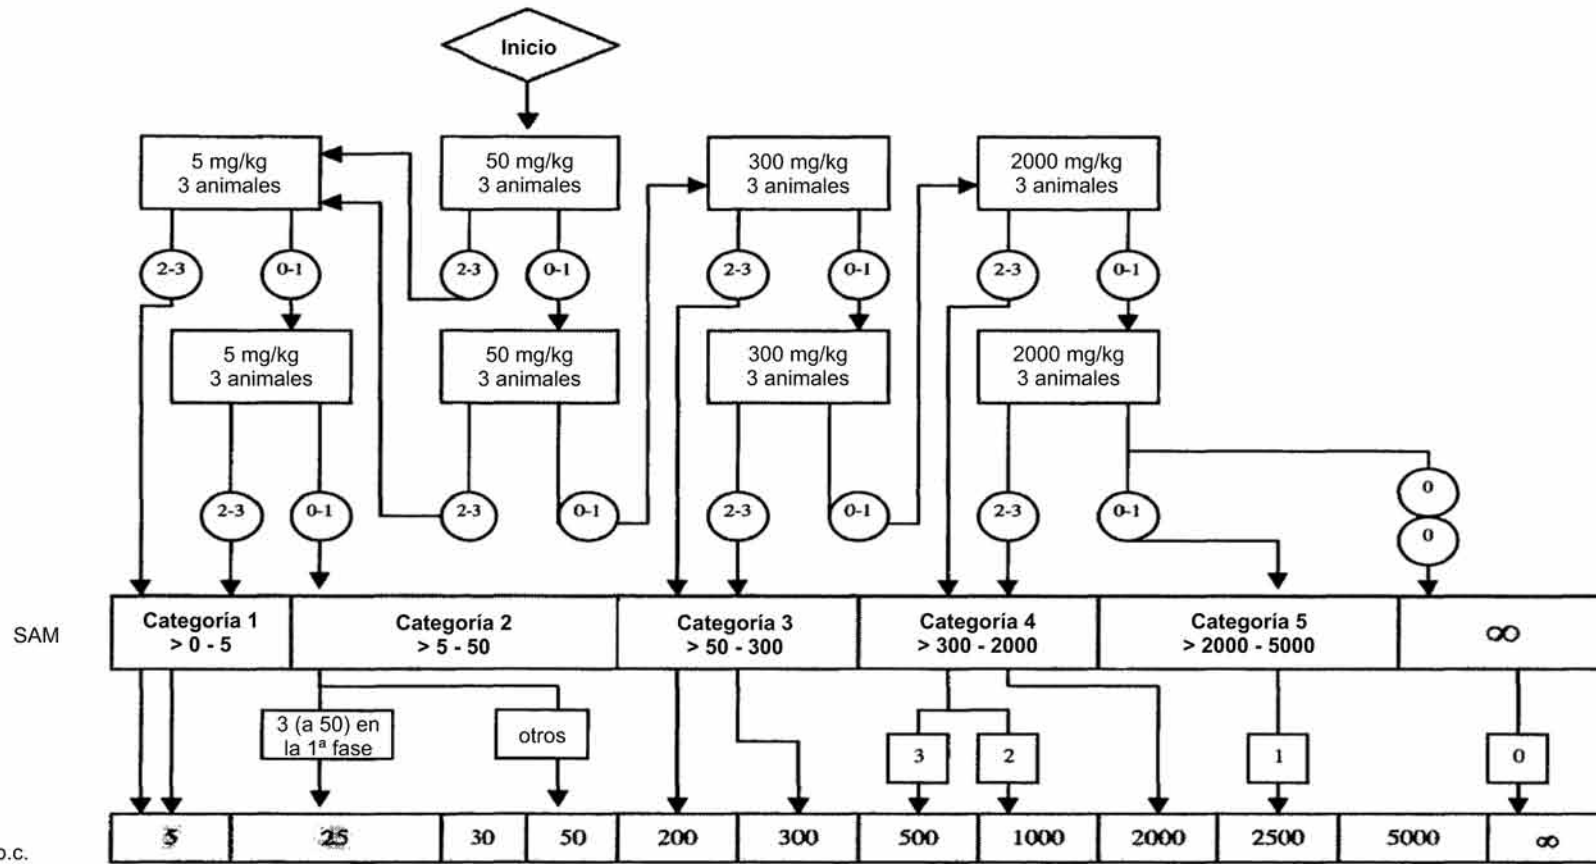 Inicio
5 mg/kg
3 animales
50 mg/kg
3 animales
300 mg/kg
3 animales
2000 mg/kg
3 animales
2-3
0-1
2-3
0-1
2-3
0-1
2-3
0-1
5 mg/kg
3 animales
50 mg/kg
3 animales
300 mg/kg
3 animales
2000 mg/kg
3 animales
2-3
0-1
2-3
0-1
2-3
0-1
2-3
0-1
0
0
SAM
Categoría 1
> 0 - 5
Categoría 2
> 5 - 50
Categoría 3
> 50 - 300
Categoría 4
> 300 - 2000
Categoría 5
> 2000 - 5000
∞
3 (a 50) en
la 1ª fase
otros
3
2
1
0
5
25
30
50
200
300
500
1000
2000
2500
5000
∞